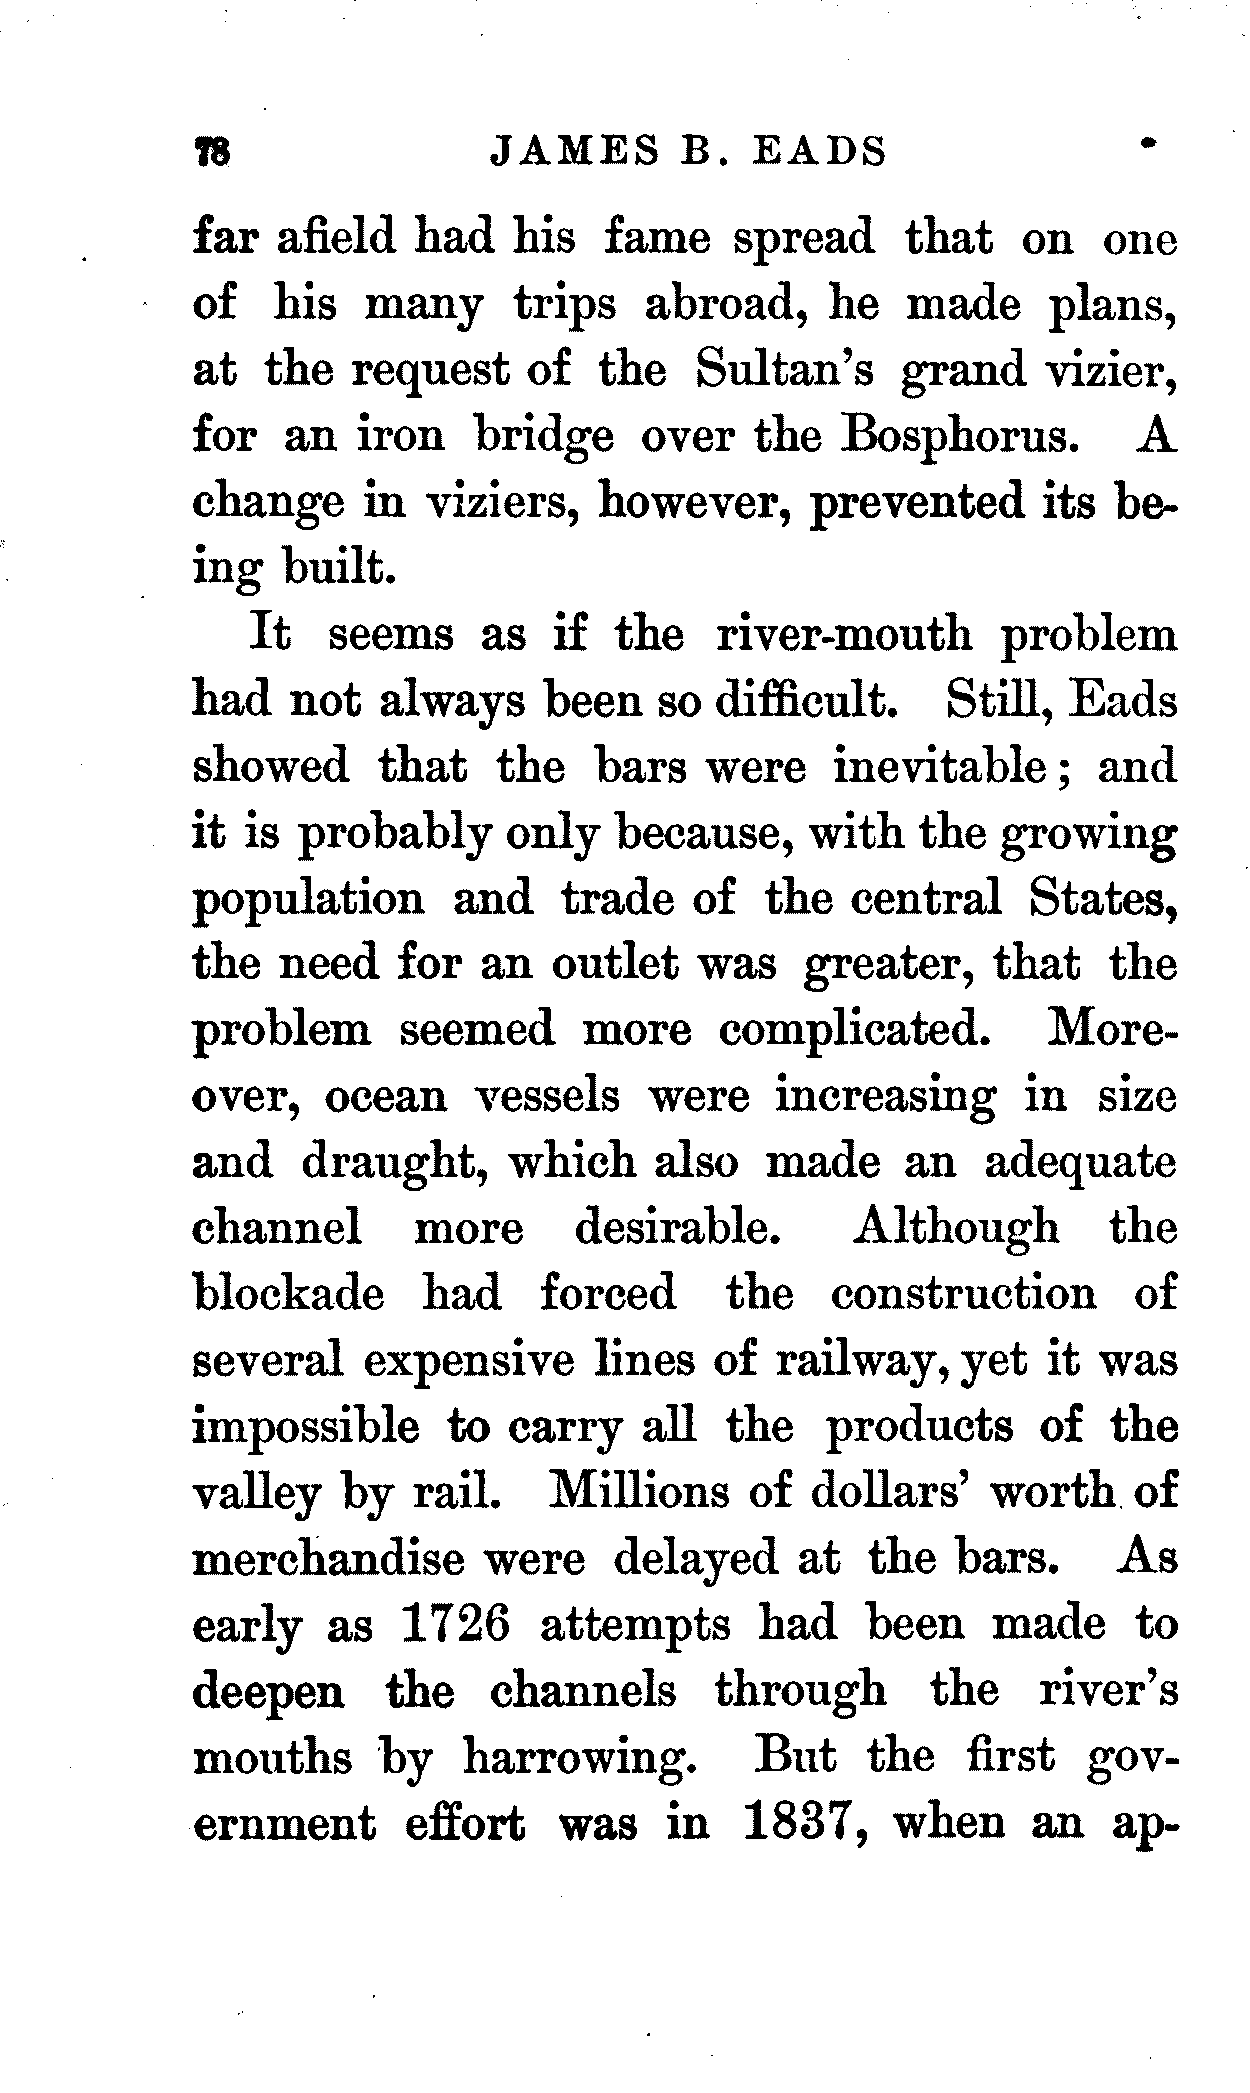 78 JAMES B. EADS
far afield had his fame spread that on one
of his many trips abroad, he made plans,
at the request of the Sultan's grand vizier,
for an iron bridge over the Bosphorus. A
change in viziers, however, prevented its be-
ing built.
It seems as if the river-mouth problem
had not always been so difficult. Still, Eads
showed that the bars were inevitable; and
it is probably only because, with the growing
population and trade of the central States,
the need for an outlet was greater, that the
problem seemed more complicated. More-
over, ocean vessels were increasing in size
and draught, which also made an adequate
channel more desirable. Although the
blockade had forced the construction of
several expensive lines of railway, yet it was
impossible to carry all the products of the
valley by rail. Millions of dollars' worth of
merchandise were delayed at the bars. As
early as 1726 attempts had been made to
deepen the channels through the river's
mouths by harrowing. But the first gov-
ernment effort was in 1837, when an ap-